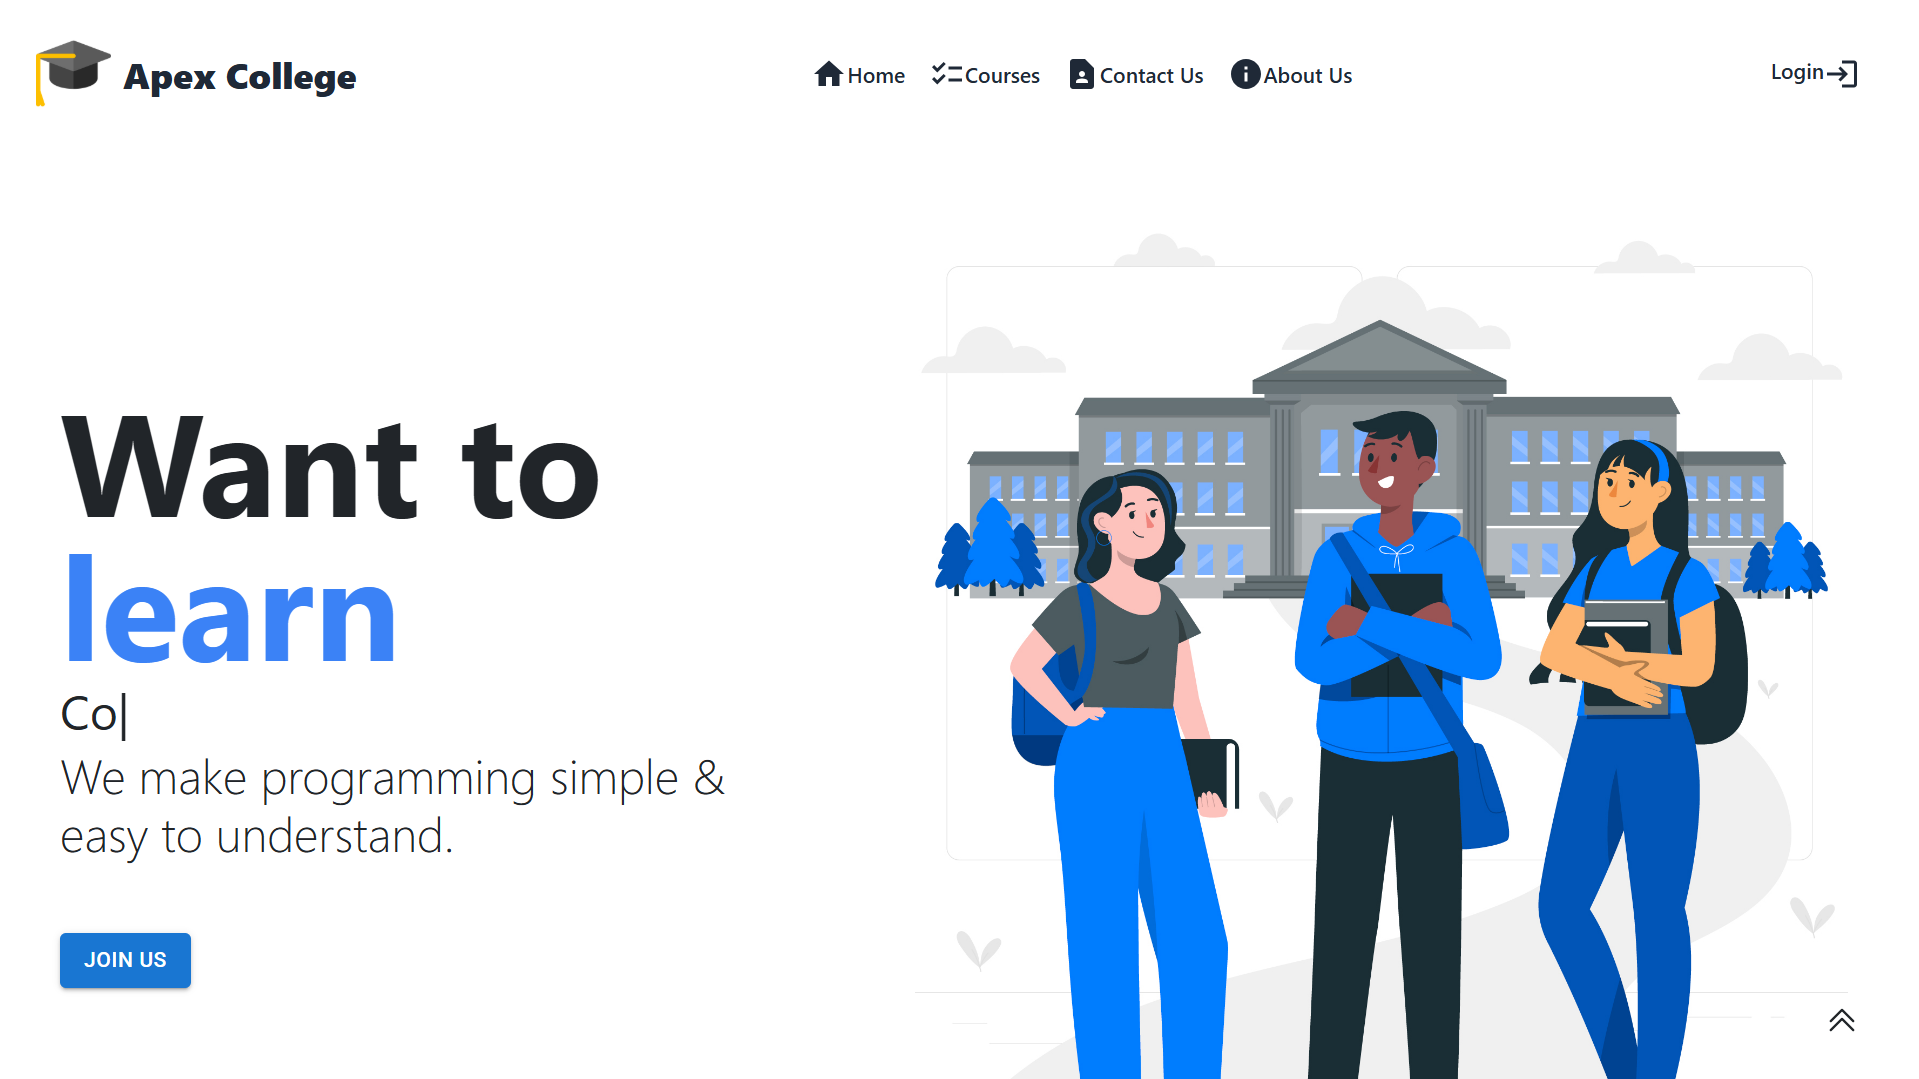 Apex College
Home
Courses
Contact Us
About Us
Login
Want to
learn
Co|
We make programming simple &
easy to understand.
JOIN US